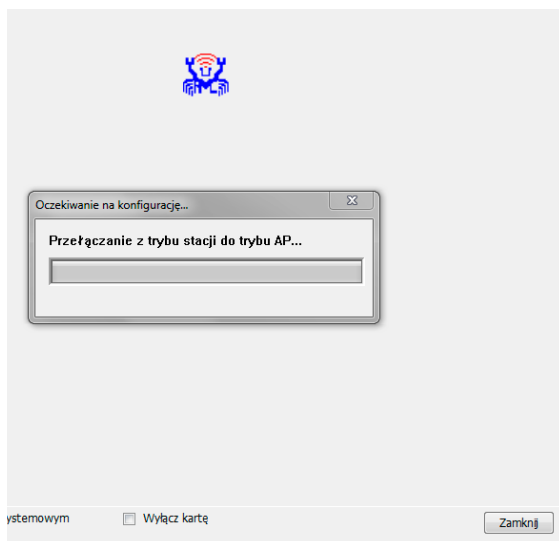 Oczekiwanie na konfigurację...
Przełączanie z trybu stacji do trybu AP...
ystemowym
Wyłącz kartę
Zamknij